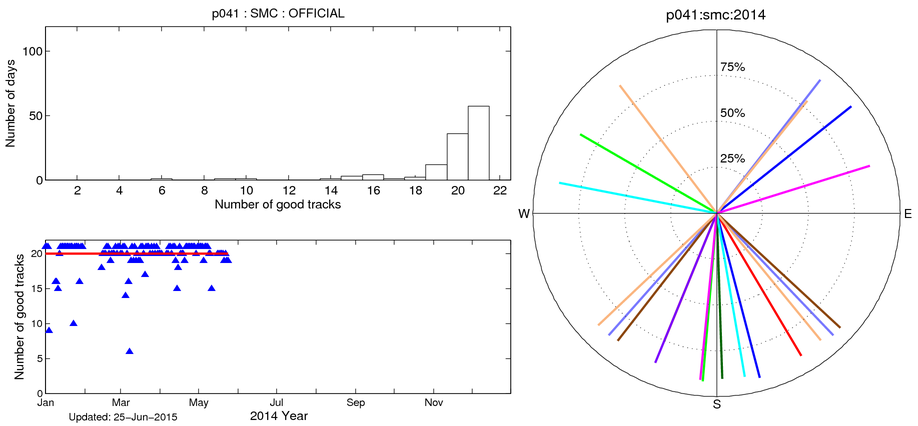 p041 : SMC : OFFICIAL
Number of days
100
50
0
2 4 6 8 10 12 14 16 18 20 22
Number of good tracks
Number of good tracks
20
15
10
5
0
Jan Mar May Jul Sep Nov
Updated: 25-Jun-2015
2014 Year
p041:smc:2014
75%
50%
25%
W
E
S